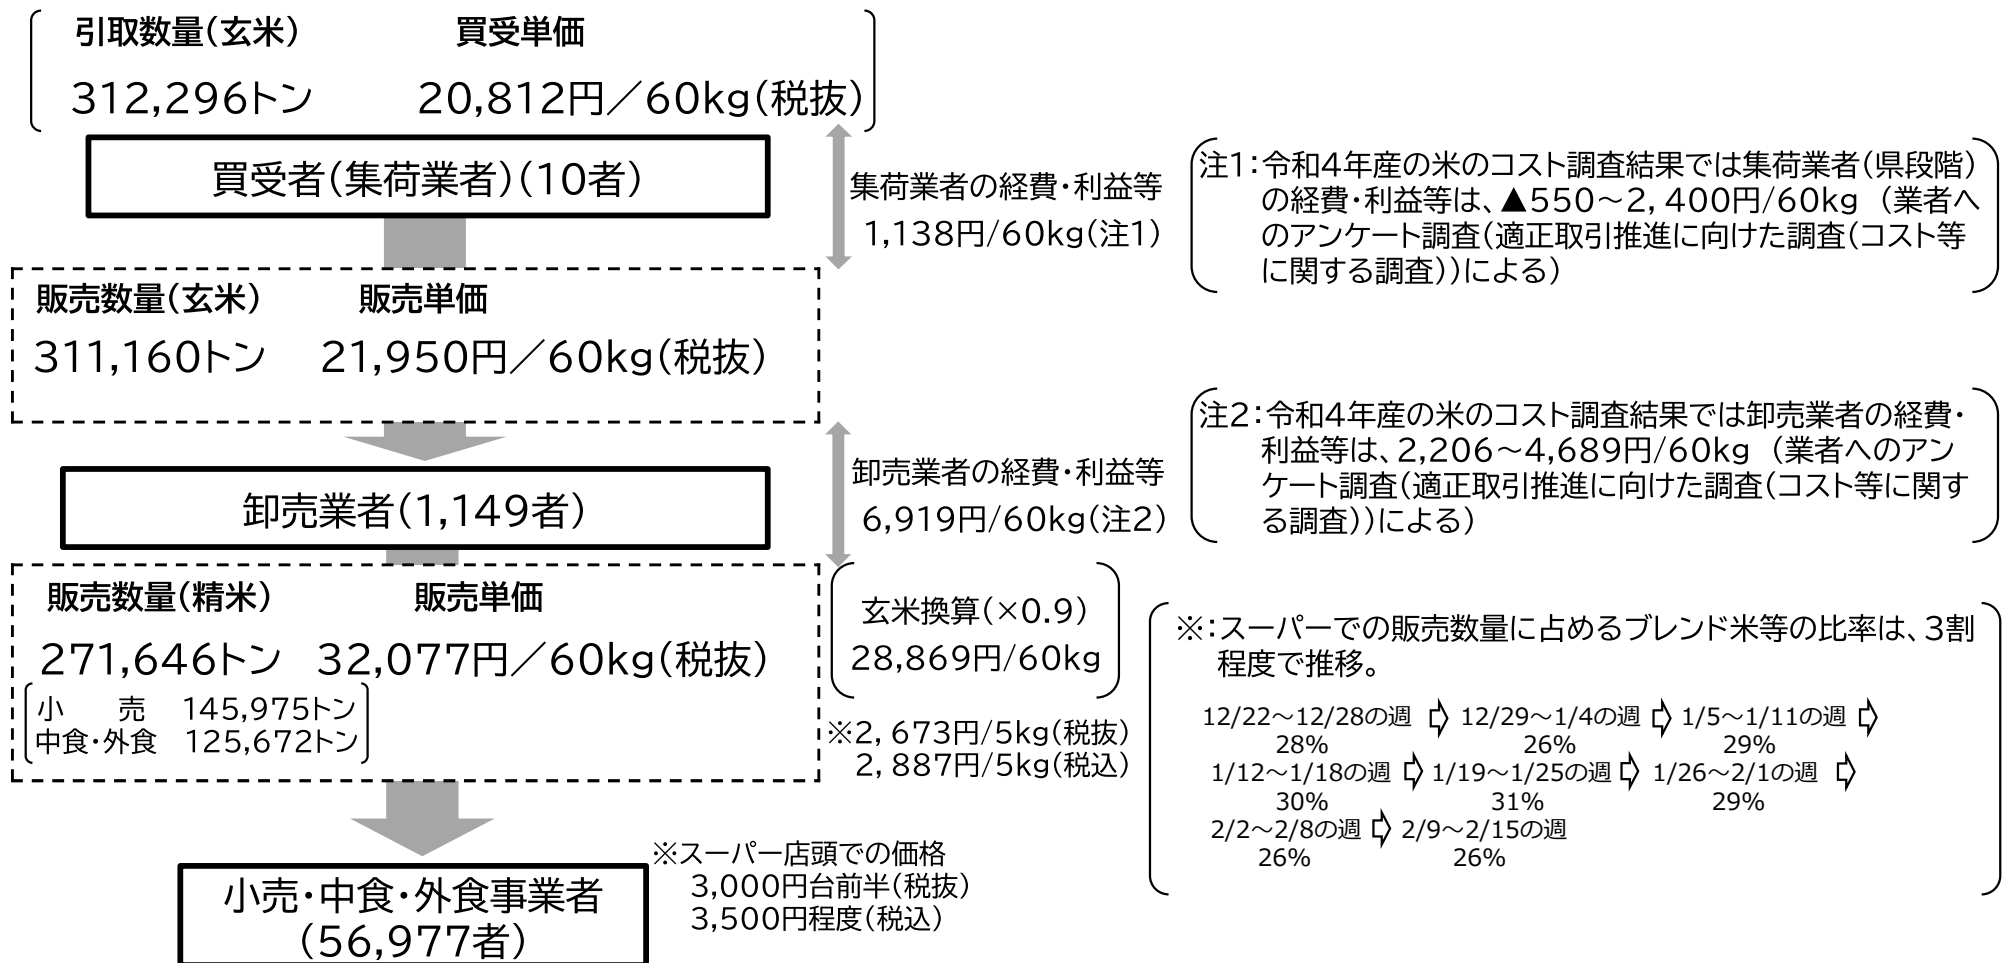 引取数量(玄米)　買受単価
312,296トン　20,812円／60kg(税抜)
買受者(集荷業者)(10者)
集荷業者の経費・利益等
1,138円/60kg(注1)
注1:令和4年産の米のコスト調査結果では集荷業者(県段階)
の経費・利益等は、▲550～2，400円/60kg （業者へ
のアンケート調査(適正取引推進に向けた調査(コスト等
に関する調査))による)
販売数量(玄米)　販売単価
311,160トン　21,950円／60kg(税抜)
卸売業者(1,149者)
卸売業者の経費・利益等
6,919円/60kg(注2)
注2:令和4年産の米のコスト調査結果では卸売業者の経費・
利益等は、2,206～4,689円/60kg （業者へのアン
ケート調査(適正取引推進に向けた調査(コスト等に関す
る調査))による)
販売数量(精米)　販売単価
271,646トン　32,077円／60kg(税抜)
小　　売　145,975トン
中食・外食　125,672トン
玄米換算(×0.9)
28,869円/60kg
※2，673円/5kg(税抜)
2，887円/5kg(税込)
※:スーパーでの販売数量に占めるブレンド米等の比率は、3割
程度で推移。
12/22～12/28の週　⇨　12/29～1/4の週　⇨　1/5～1/11の週　⇨
28%　26%　29%
1/12～1/18の週　⇨　1/19～1/25の週　⇨　1/26～2/1の週　⇨
30%　31%　29%
2/2～2/8の週　⇨　2/9～2/15の週
26%　26%
小売・中食・外食事業者
(56,977者)
※スーパー店頭での価格
3,000円台前半(税抜)
3,500円程度(税込)